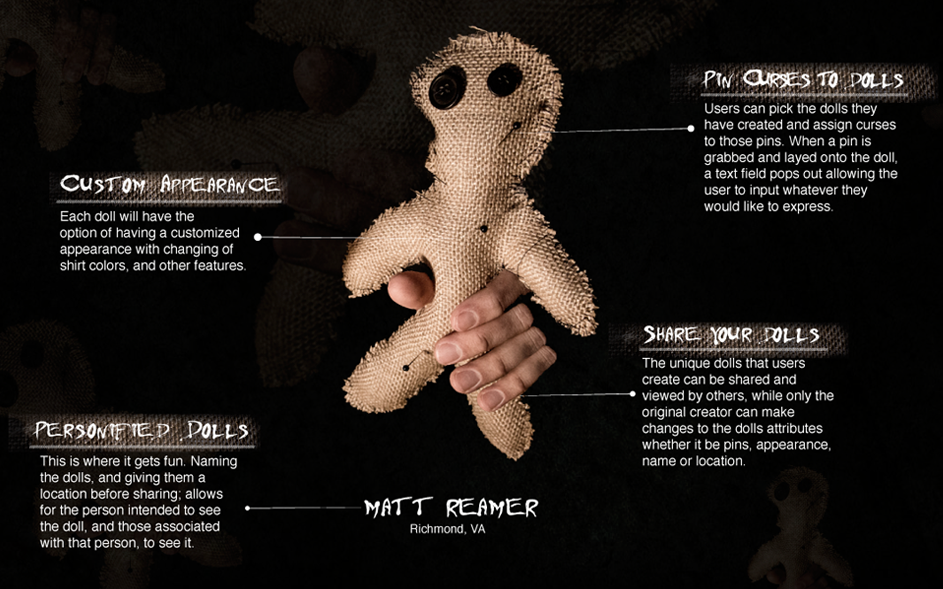 PIN CURSES TO DOLLS
Users can pick the dolls they
have created and assign curses
to those pins. When a pin is
grabbed and layed onto the doll,
a text field pops out allowing the
user to input whatever they
would like to express.
CUSTOM APPEARANCE
Each doll will have the
option of having a customized
appearance with changing of
shirt colors, and other features.
SHARE YOUR DOLLS
The unique dolls that users
create can be shared and
viewed by others, while only the
original creator can make
changes to the dolls attributes
whether it be pins, appearance,
name or location.
PERSONIFIED DOLLS
This is where it gets fun. Naming
the dolls, and giving them a
location before sharing; allows
for the person intended to see
the doll, and those associated
with that person, to see it.
MATT REAMER
Richmond, VA